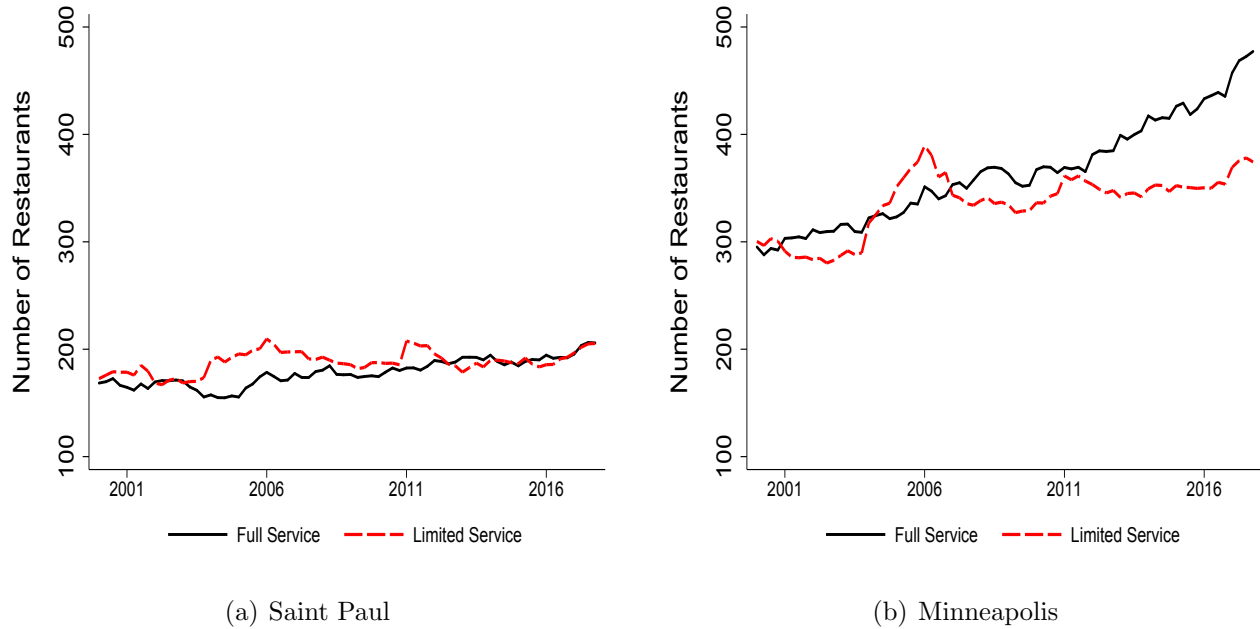 Number of Restaurants
500
400
300
200
100
2001
2006
2011
2016
Full Service
Limited Service
(a) Saint Paul
Number of Restaurants
500
400
300
200
100
2001
2006
2011
2016
Full Service
Limited Service
(b) Minneapolis